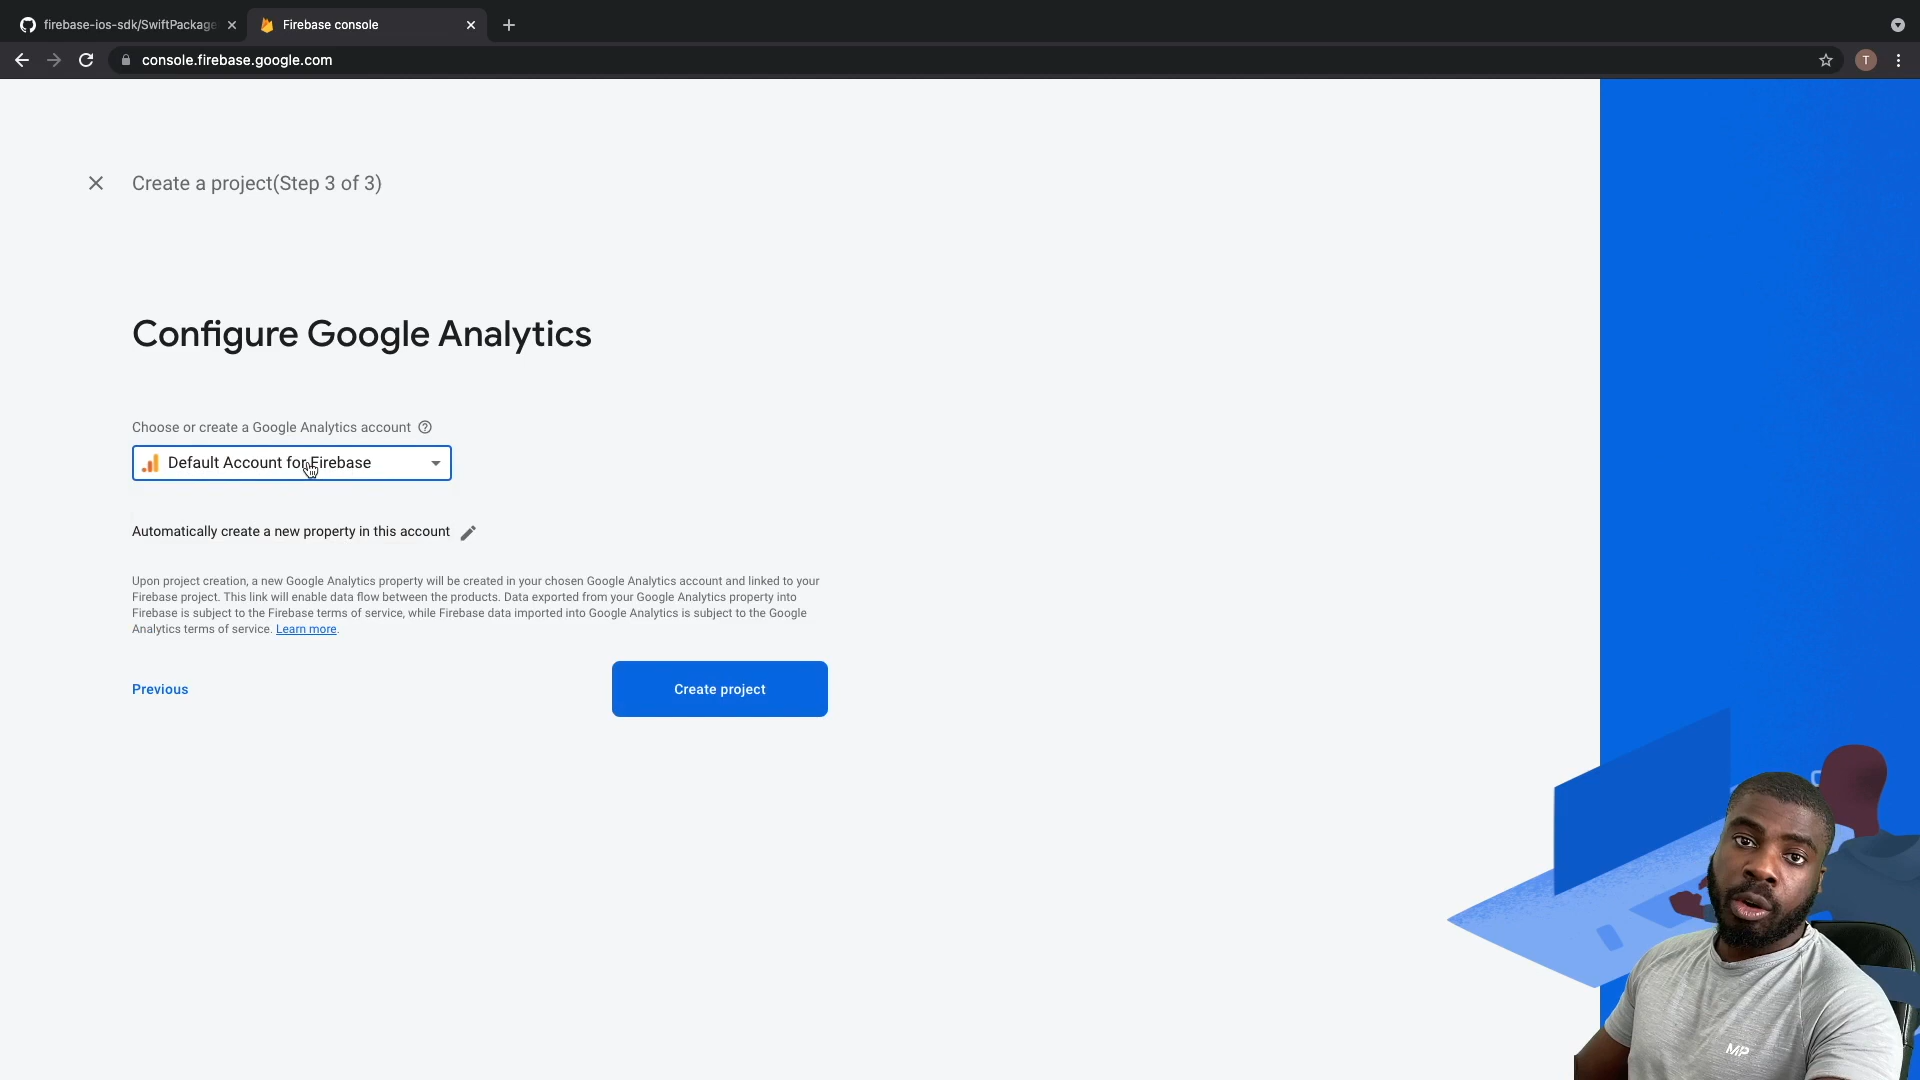 firebase-ios-sdk/SwiftPackage
Firebase console
console.firebase.google.com
T
Create a project(Step 3 of 3)
Configure Google Analytics
Choose or create a Google Analytics account
Default Account for Firebase
Automatically create a new property in this account
Upon project creation, a new Google Analytics property will be created in your chosen Google Analytics account and linked to your
Firebase project. This link will enable data flow between the products. Data exported from your Google Analytics property into
Firebase is subject to the Firebase terms of service, while Firebase data imported into Google Analytics is subject to the Google
Analytics terms of service. Learn more.
Previous
Create project
MP